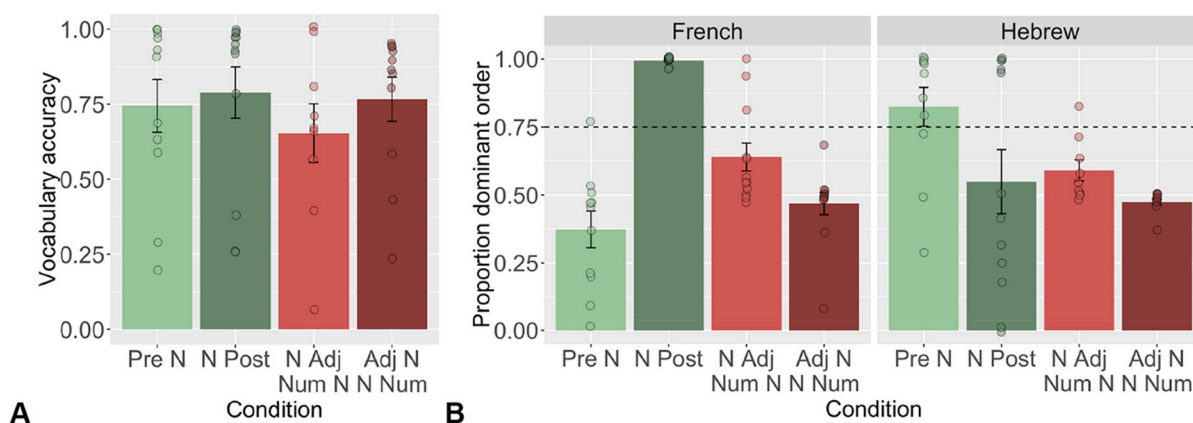 Vocabulary accuracy
1.00
0.75
0.50
0.25
0.00
Pre N
N Post
N Adj
Num N
Adj N
N Num
Condition
A
French
Hebrew
Proportion dominant order
1.00
0.75
0.50
0.25
0.00
Pre N
N Post
N Adj
Num N
Adj N
N Num
Pre N
N Post
N Adj
Num N
Adj N
N Num
Condition
B